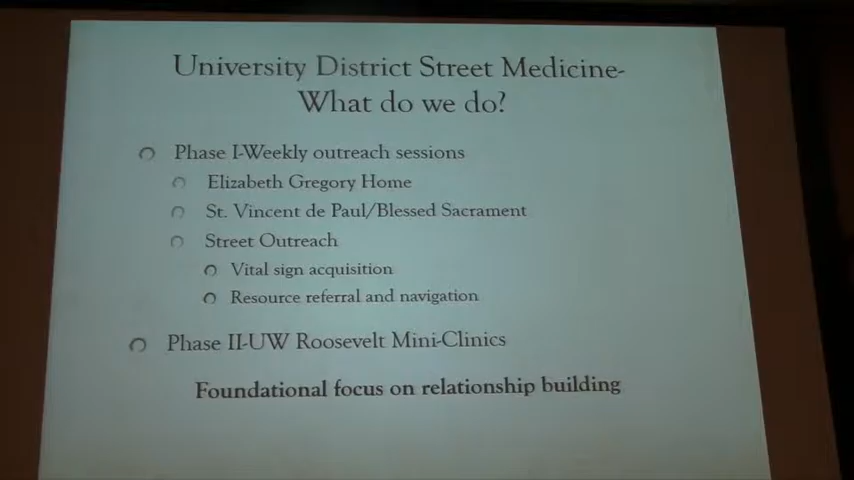 University District Street Medicine-
What do we do?
Phase I-Weekly outreach sessions
Elizabeth Gregory Home
St. Vincent de Paul/Blessed Sacrament
Street Outreach
Vital sign acquisition
Resource referral and navigation
Phase II-UW Roosevelt Mini-Clinics
Foundational focus on relationship building